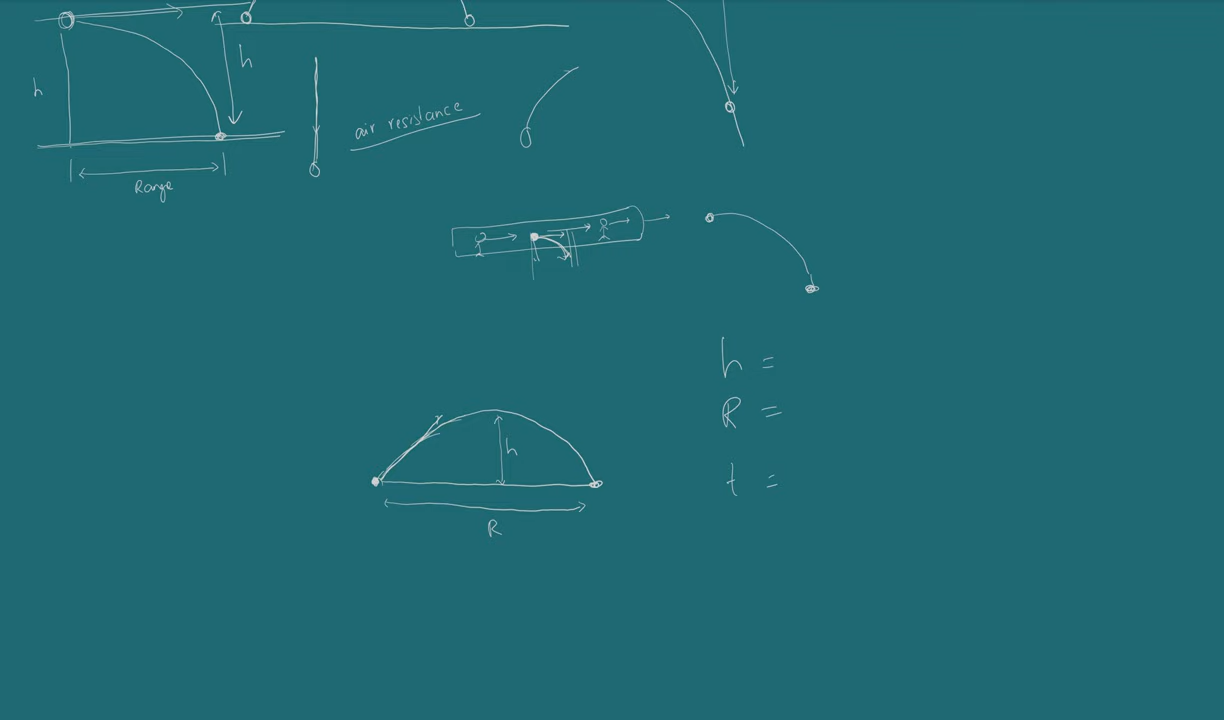 h
h
air resistance
Range
h =
R =
t =
h
R